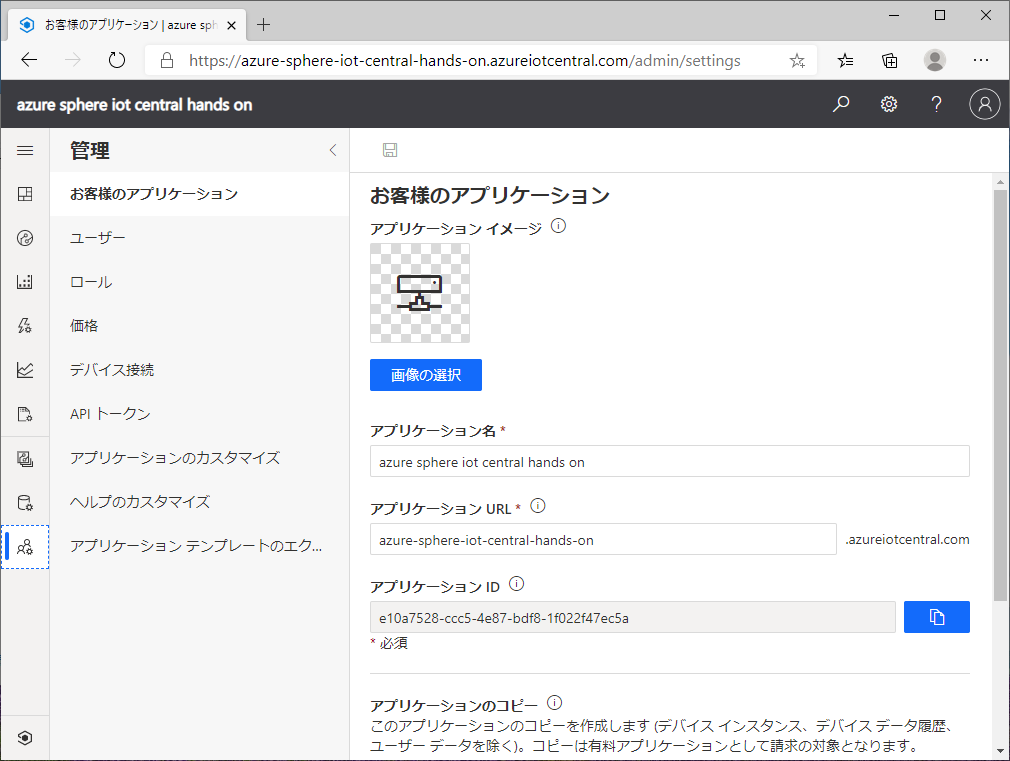 お客様のアプリケーション | azure sph
https://azure-sphere-iot-central-hands-on.azureiotcentral.com/admin/settings
azure sphere iot central hands on
管理
お客様のアプリケーション
ユーザー
ロール
価格
デバイス接続
API トークン
アプリケーションのカスタマイズ
ヘルプのカスタマイズ
アプリケーション テンプレートのエク...
お客様のアプリケーション
アプリケーション イメージ
画像の選択
アプリケーション名 *
azure sphere iot central hands on
アプリケーション URL *
azure-sphere-iot-central-hands-on
.azureiotcentral.com
アプリケーション ID
e10a7528-ccc5-4e87-bdf8-1f022f47ec5a
* 必須
アプリケーションのコピー
このアプリケーションのコピーを作成します (デバイス インスタンス、デバイス データ履歴、
ユーザー データを除く)。コピーは有料アプリケーションとして請求の対象となります。